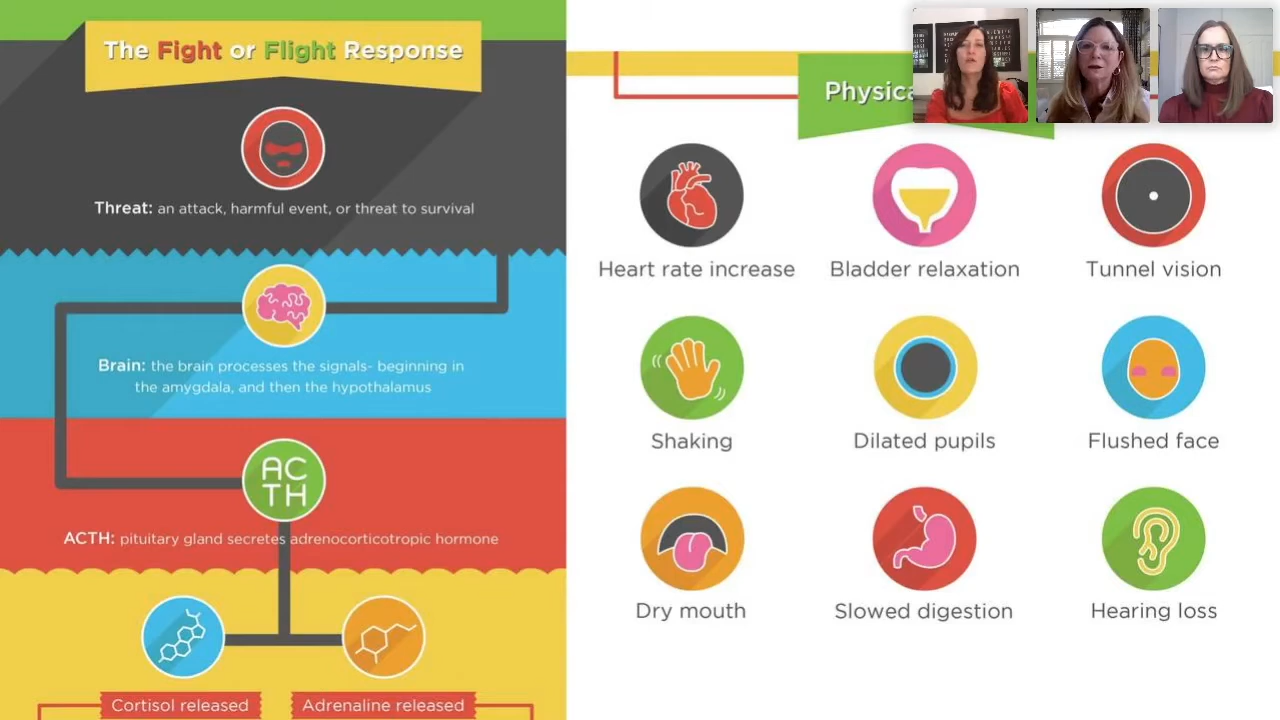 The Fight or Flight Response
Threat: an attack, harmful event, or threat to survival
Brain: the brain processes the signals- beginning in
the amygdala, and then the hypothalamus
AC
TH
ACTH: pituitary gland secretes adrenocorticotropic hormone
Cortisol released
Adrenaline released
Heart rate increase
Bladder relaxation
Tunnel vision
Shaking
Dilated pupils
Flushed face
Dry mouth
Slowed digestion
Hearing loss